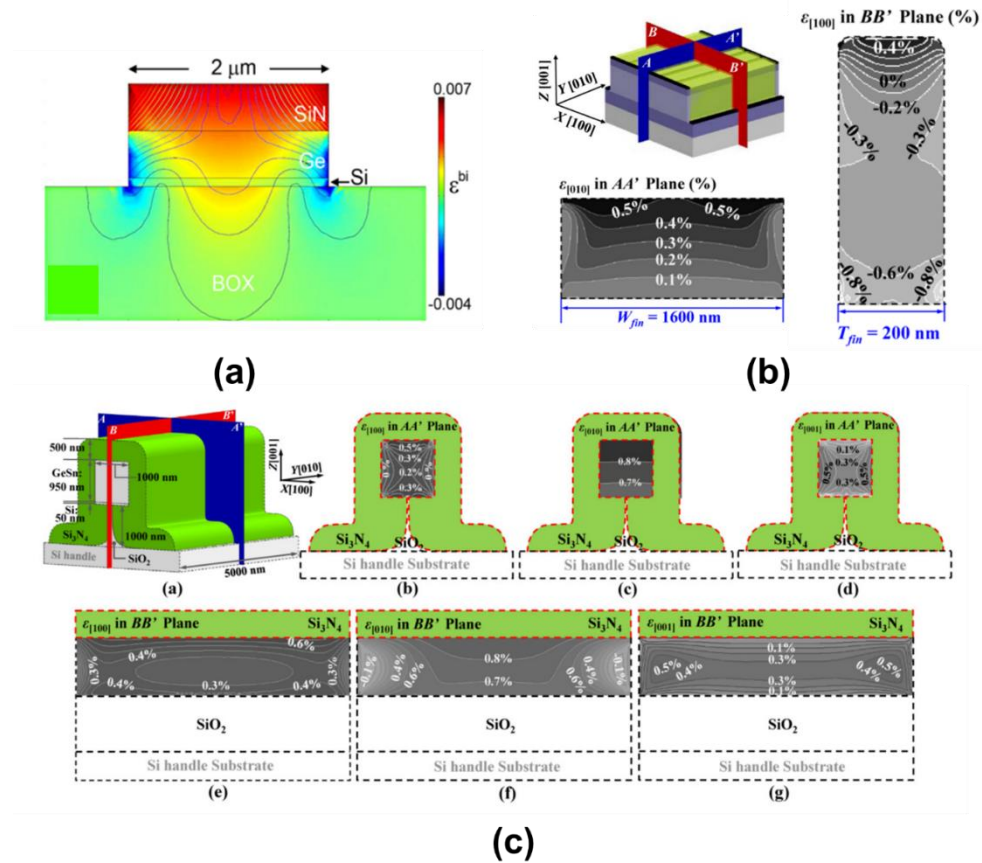 2 μm
0.007
SiN
Ge
Si
ε^bi
BOX
-0.004
(a)
B
A'
A
B'
Z [001]
Y [010]
X [100]
ε[010] in AA' Plane (%)
0.5% 0.5%
0.4%
0.3%
0.2%
0.1%
W_fin = 1600 nm
ε[100] in BB' Plane (%)
0.4%
0%
-0.2%
-0.3% -0.3%
-0.6%
-0.8% -0.8%
T_fin = 200 nm
(b)
A B'
B A'
500 nm
GeSn:
950 nm
Si:
50 nm
1000 nm
1000 nm
Si3N4
Si handle
SiO2
5000 nm
Z[001]
Y[010]
X[100]
(a)
ε[100] in AA' Plane
0.5%
0.3%
0.3% 0.2% 0.3%
0.3%
Si3N4 SiO2
Si handle Substrate
(b)
ε[010] in AA' Plane
0.8%
0.7%
Si3N4 SiO2
Si handle Substrate
(c)
ε[001] in AA' Plane
0.1%
0.5% 0.3% 0.5%
0.3%
Si3N4 SiO2
Si handle Substrate
(d)
ε[100] in BB' Plane Si3N4
0.6%
0.4%
0.3% 0.3%
0.4% 0.3% 0.4%
SiO2
Si handle Substrate
(e)
ε[010] in BB' Plane Si3N4
-0.1% 0.4% 0.6% 0.8% 0.4% -0.1%
0.7% 0.6%
SiO2
Si handle Substrate
(f)
ε[001] in BB' Plane Si3N4
0.1%
0.3%
0.5% 0.4% 0.4% 0.5%
0.3%
0.1%
SiO2
Si handle Substrate
(g)
(c)